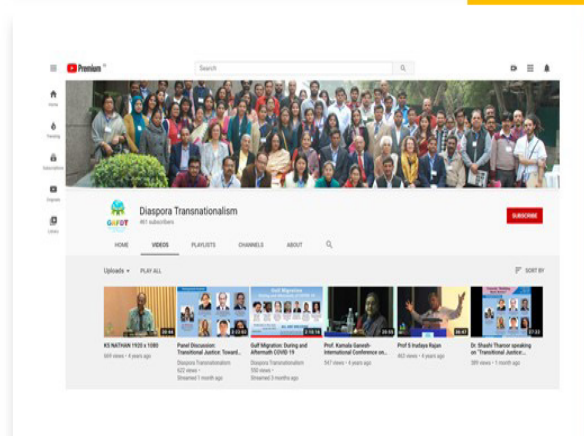 Premium
Search
Home
Trending
Subscriptions
Library
GRFDT
Diaspora Transnationalism
461 subscribers
SUBSCRIBE
HOME VIDEOS PLAYLISTS CHANNELS ABOUT
Uploads PLAY ALL SORT BY
KS NATHAN 1920 x 1080
669 views • 4 years ago
Panel Discussion:
Transitional Justice: Toward...
Diaspora Transnationalism
622 views •
Streamed 1 month ago
Gulf Migration: During and
Aftermath COVID 19
Diaspora Transnationalism
550 views •
Streamed 3 months ago
Prof. Kamala Ganesh-
International Conference on...
547 views • 4 years ago
Prof S Irudaya Rajan
463 views • 4 years ago
Dr. Shashi Tharoor speaking
on "Transitional Justice:...
389 views • 1 month ago